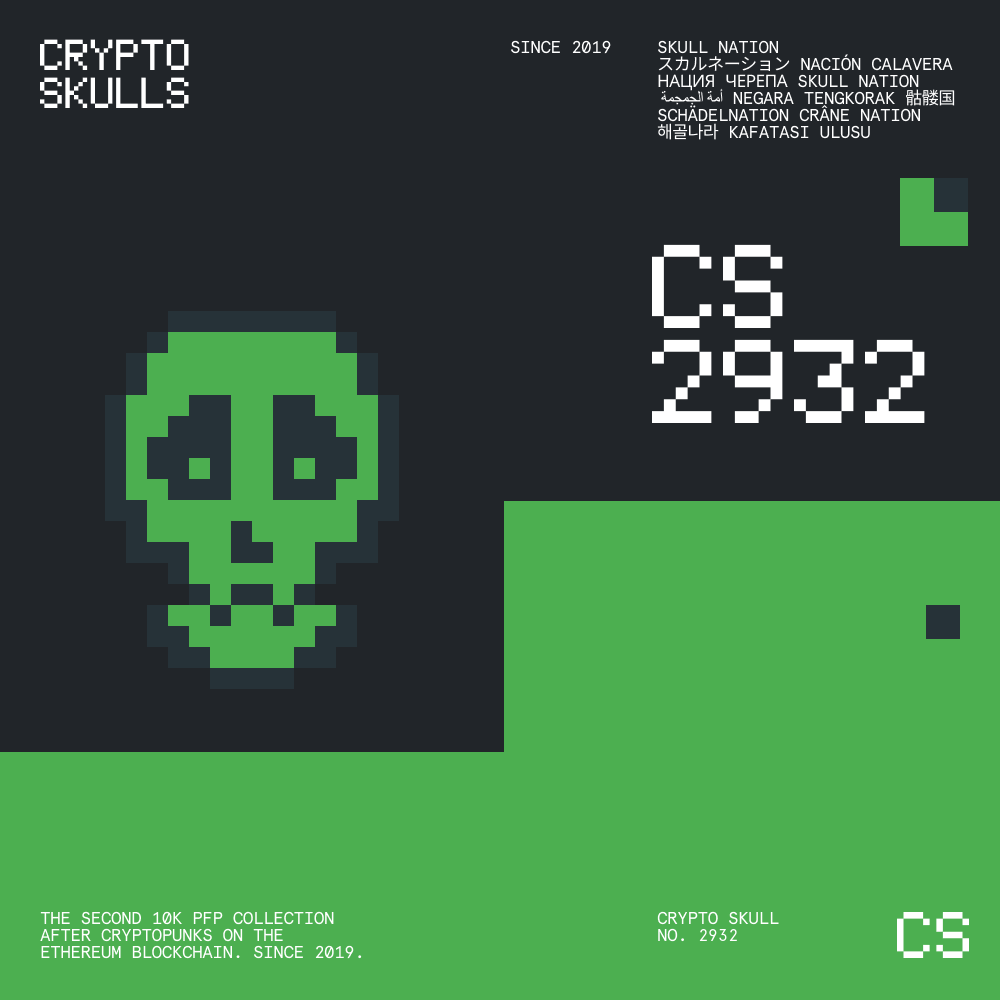 CRYPTO
SKULLS
SINCE 2019
SKULL NATION
スカルネーション NACIÓN CALAVERA
НАЦИЯ ЧЕРЕПА SKULL NATION
أمة الجمجمة NEGARA TENGKORAK 骷髅国
SCHÄDELNATION CRÂNE NATION
해골나라 KAFATASI ULUSU
CS
2932
THE SECOND 10K PFP COLLECTION
AFTER CRYPTOPUNKS ON THE
ETHEREUM BLOCKCHAIN. SINCE 2019.
CRYPTO SKULL
NO. 2932
CS